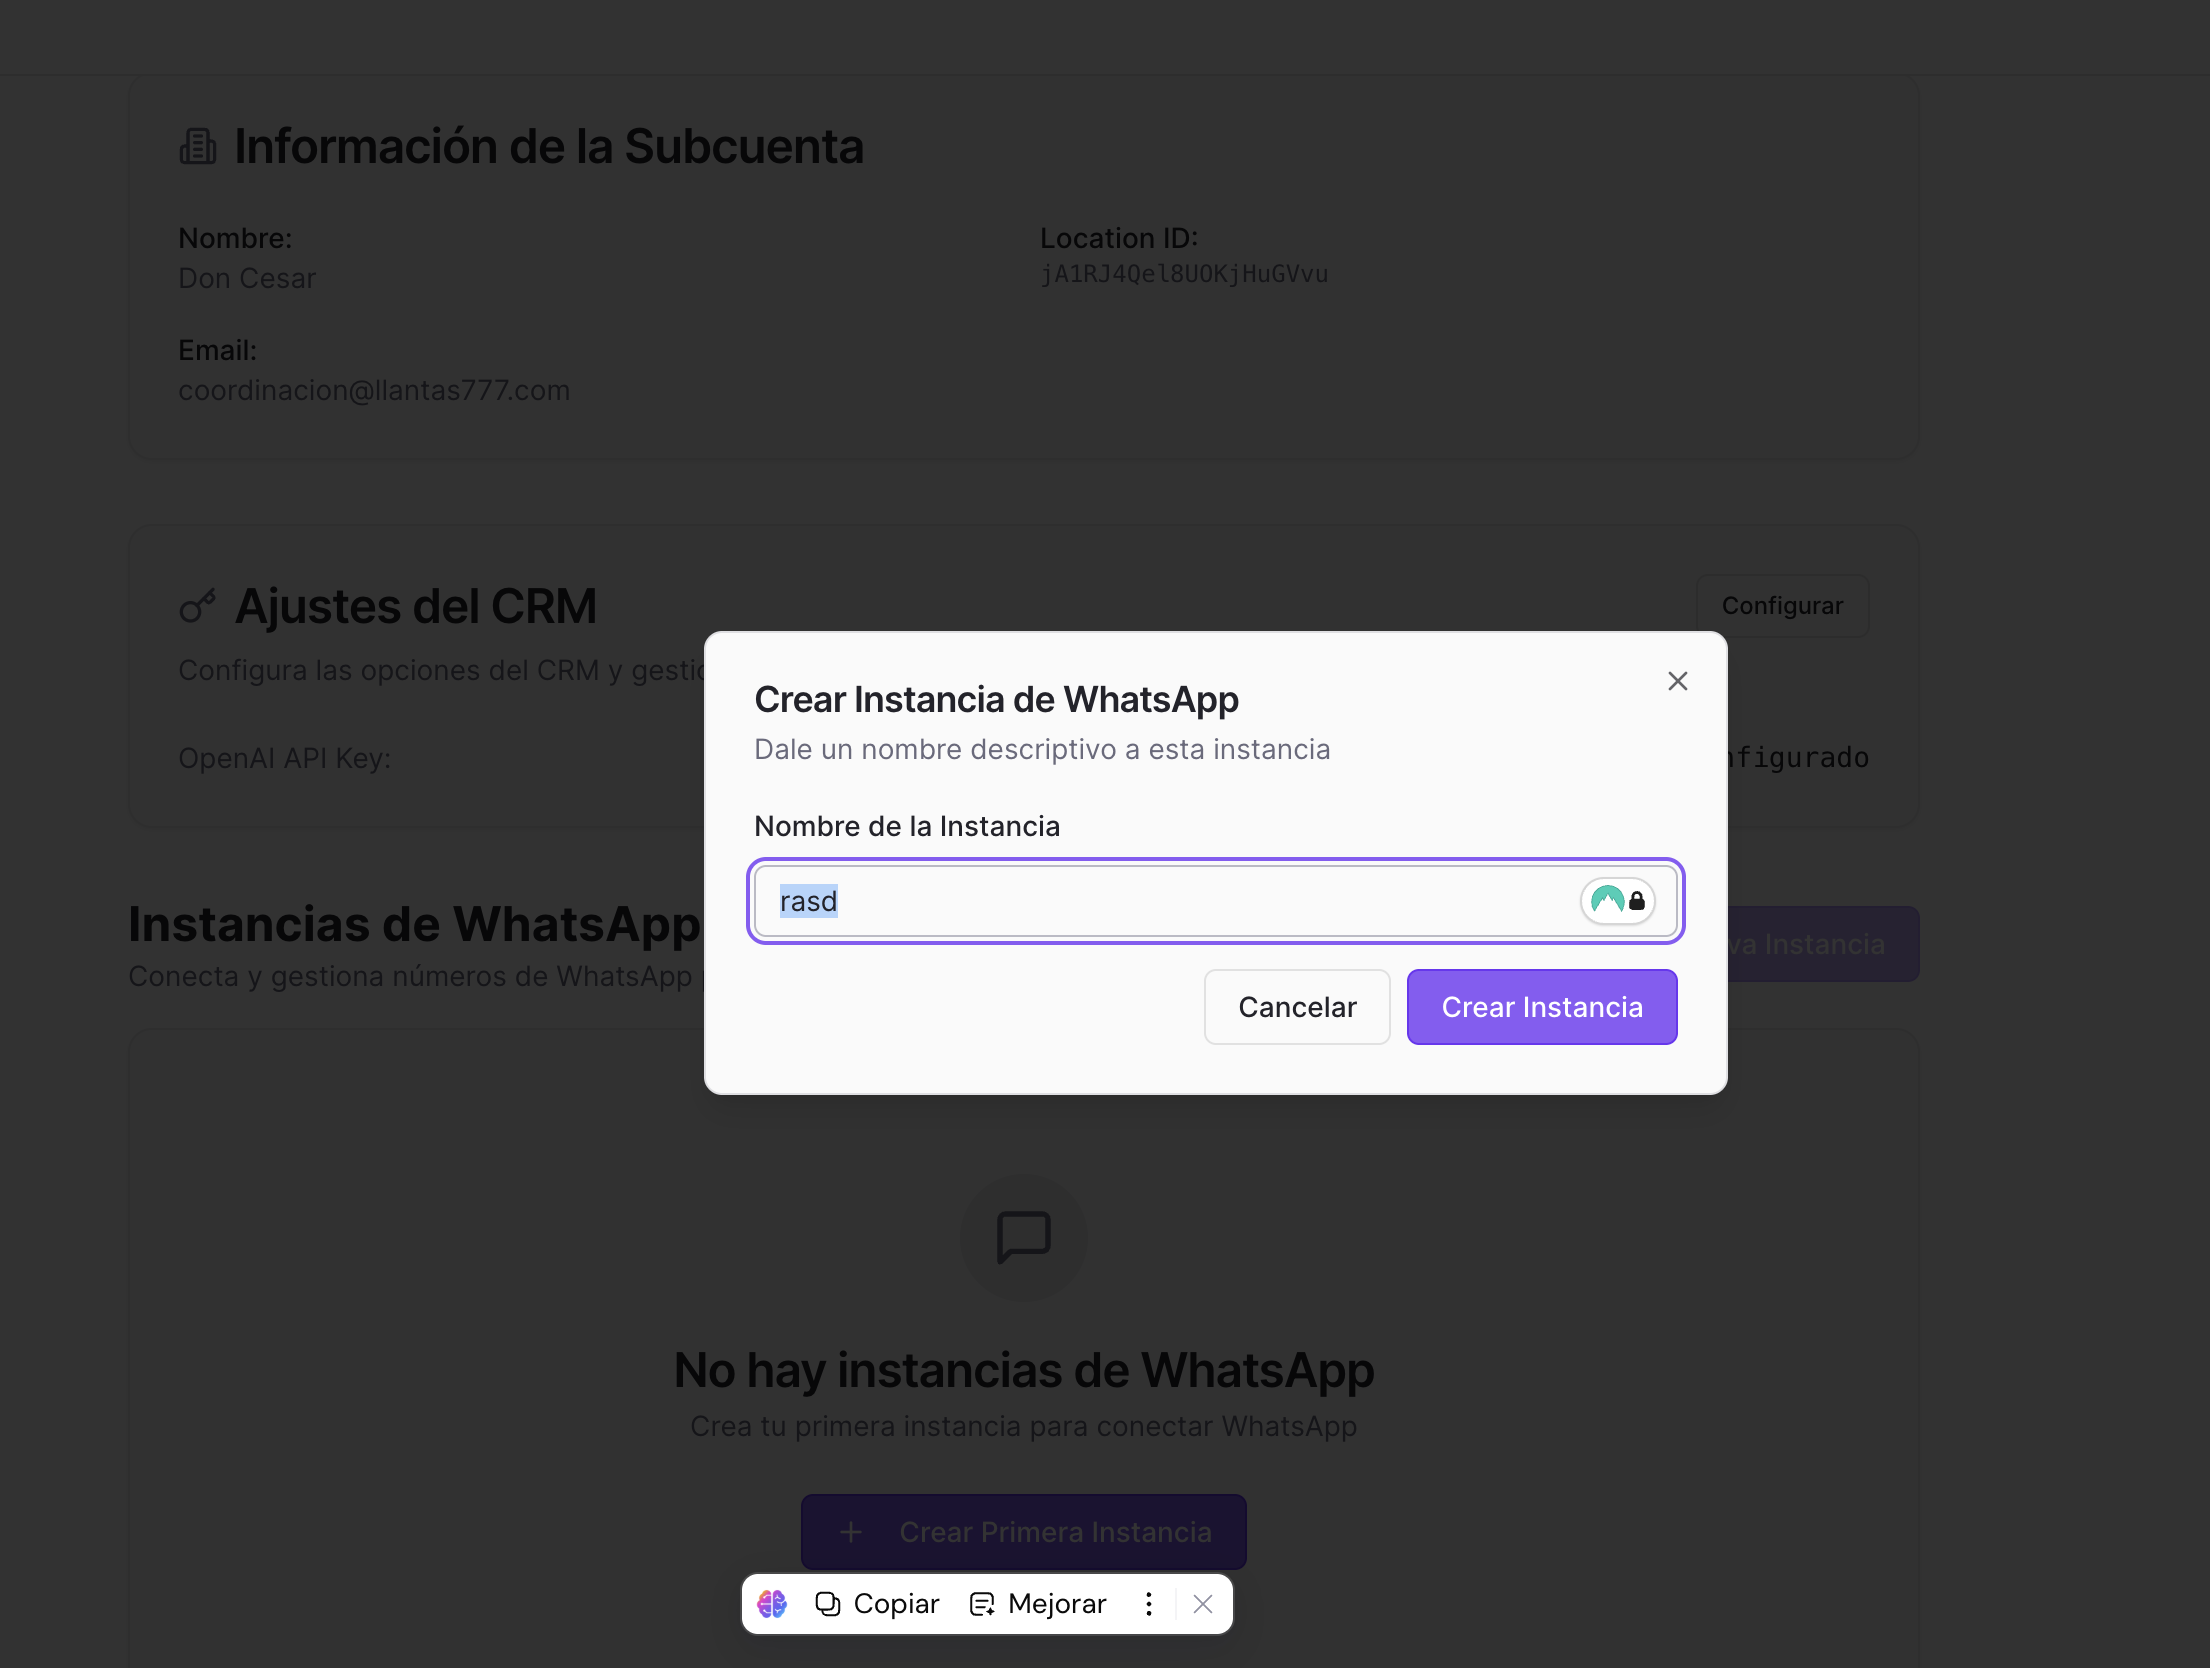 Información de la Subcuenta
Nombre:
Don Cesar
Location ID:
jA1RJ4Qel8UOKjHuGVvu
Email:
coordinacion@llantas777.com
Ajustes del CRM
Configurar
Configura las opciones del CRM y
OpenAI API Key:
Crear Instancia de WhatsApp
Dale un nombre descriptivo a esta instancia
Nombre de la Instancia
rasd
Cancelar
Crear Instancia
Instancias de WhatsApp
Conecta y gestiona números de WhatsApp
Instancia
No hay instancias de WhatsApp
Crea tu primera instancia para conectar WhatsApp
Crear Primera Instancia
Copiar
Mejorar